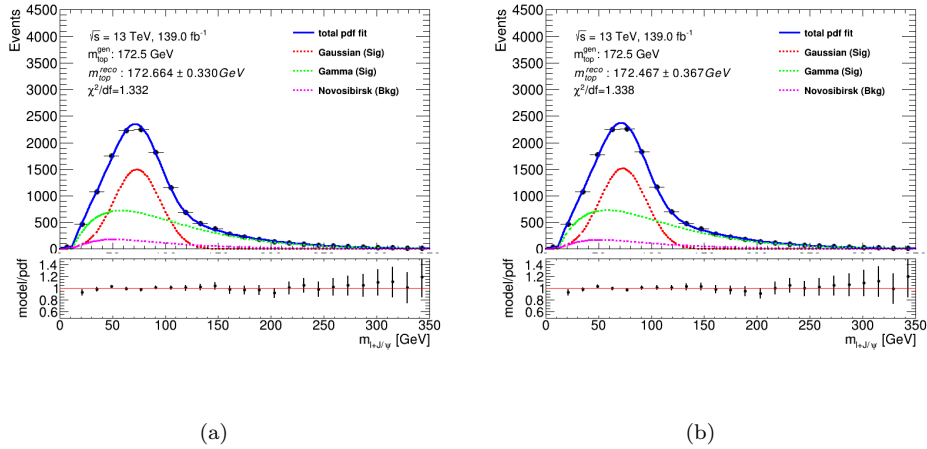 Events
4500
4000
3500
3000
2500
2000
1500
1000
500
0
√s = 13 TeV, 139.0 fb⁻¹
m_top^gen : 172.5 GeV
m_top^reco : 172.664 ± 0.330GeV
χ²/df=1.332
total pdf fit
Gaussian (Sig)
Gamma (Sig)
Novosibirsk (Bkg)
model/pdf
1.4
1.2
1
0.8
0.6
0 50 100 150 200 250 300 350
m_l+J/ψ [GeV]
(a)
Events
4500
4000
3500
3000
2500
2000
1500
1000
500
0
√s = 13 TeV, 139.0 fb⁻¹
m_top^gen : 172.5 GeV
m_top^reco : 172.467 ± 0.367GeV
χ²/df=1.338
total pdf fit
Gaussian (Sig)
Gamma (Sig)
Novosibirsk (Bkg)
model/pdf
1.4
1.2
1
0.8
0.6
0 50 100 150 200 250 300 350
m_l+J/ψ [GeV]
(b)